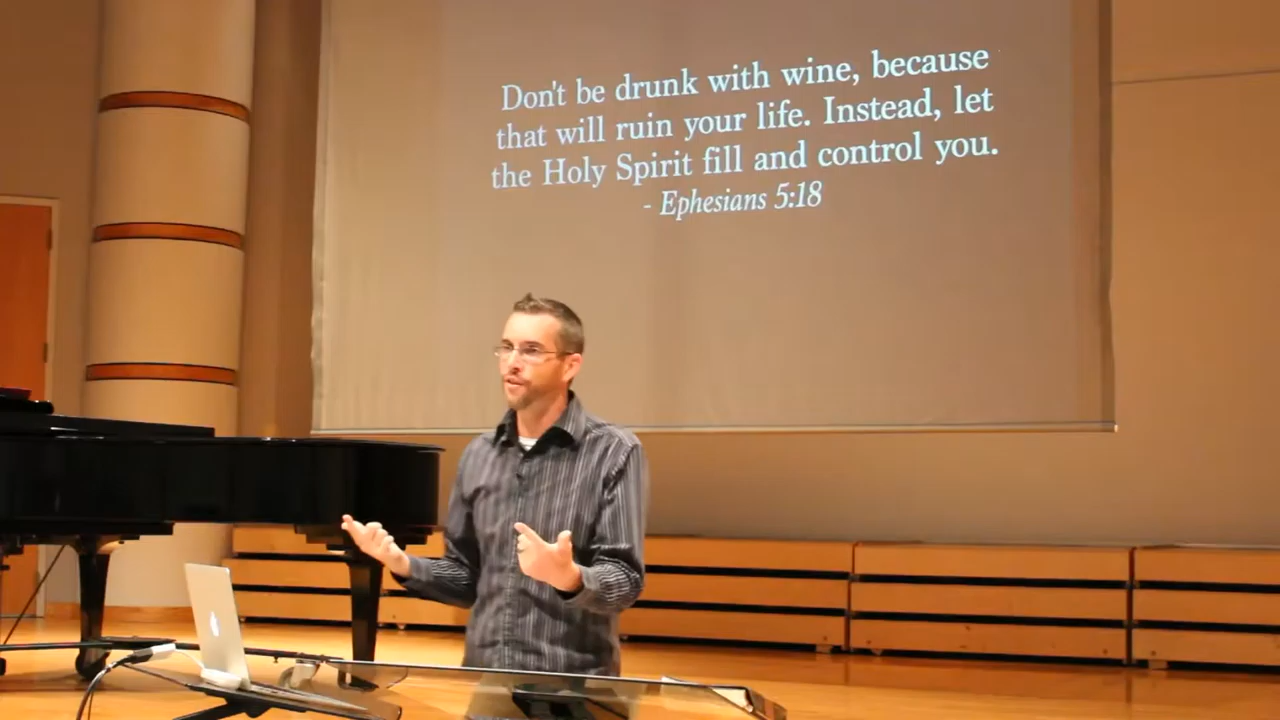 Don't be drunk with wine, because
that will ruin your life. Instead, let
the Holy Spirit fill and control you.
- Ephesians 5:18